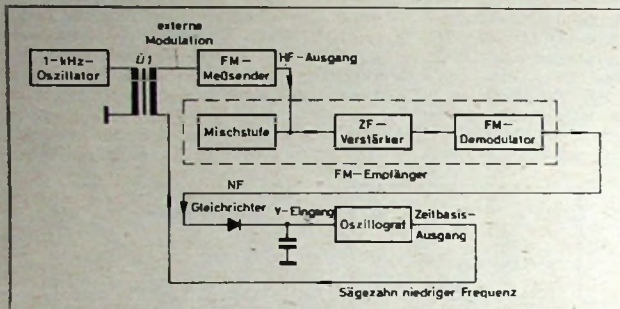 externe
Modulation
1-kHz-
Oszillator
Ü1
FM-
Meßsender
HF-Ausgang
Mischstufe
ZF-
Verstärker
FM-
Demodulator
FM-Empfänger
NF
Gleichrichter
Y-Eingang
Oszillograf
Zeitbasis-
Ausgang
Sägezahn niedriger Frequenz